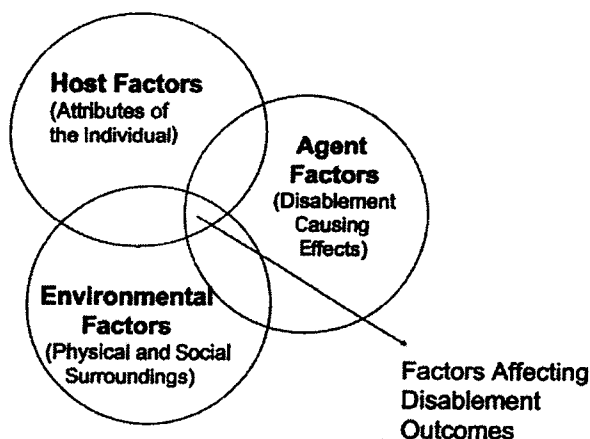 Host Factors
(Attributes of
the Individual)
Agent
Factors
(Disablement
Causing
Effects)
Environmental
Factors
(Physical and Social
Surroundings)
Factors Affecting
Disablement
Outcomes